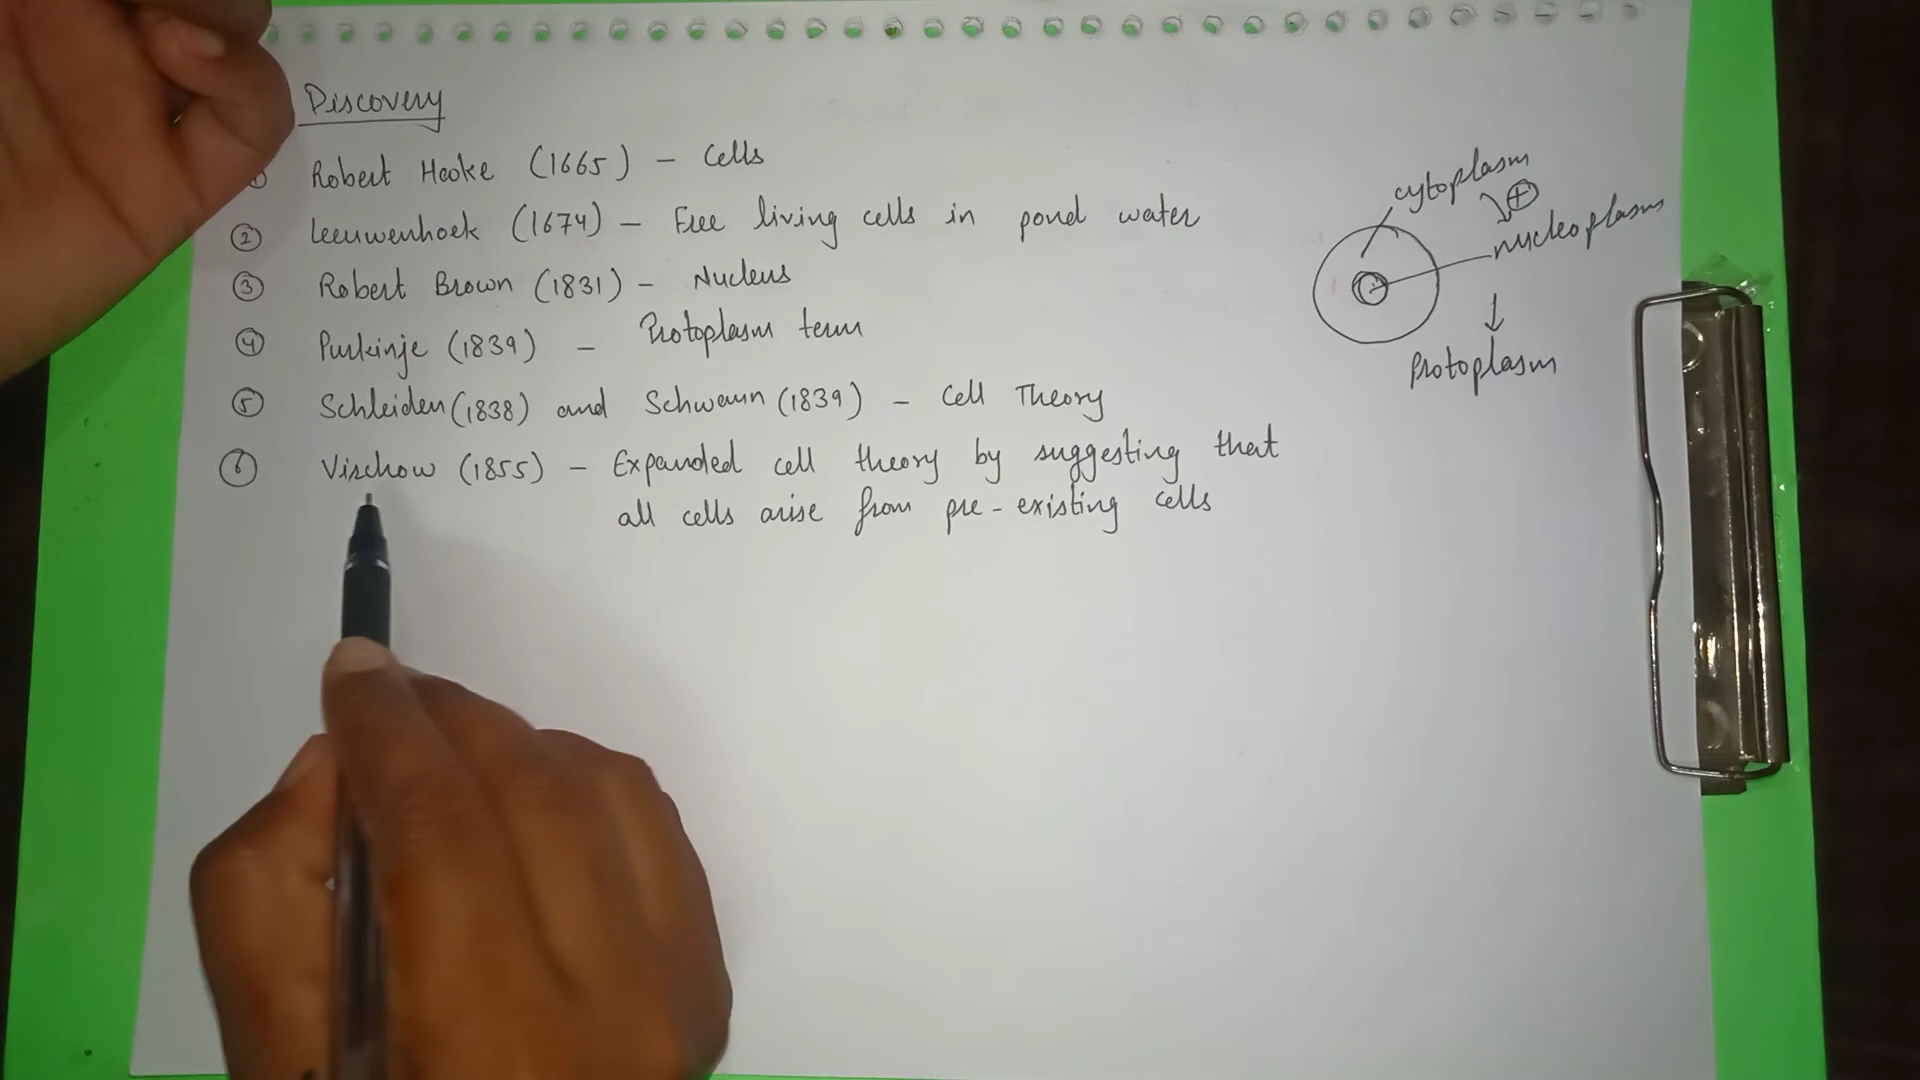 Discovery
① Robert Hooke (1665) - Cells
② Leeuwenhoek (1674) - Free living cells in pond water
③ Robert Brown (1831) - Nucleus
④ Purkinje (1839) - Protoplasm term
⑤ Schleiden (1838) and Schwann (1839) - Cell Theory
⑥ Virchow (1855) - Expanded cell theory by suggesting that
all cells arise from pre-existing cells
cytoplasm
+
nucleoplasm
↓
Protoplasm